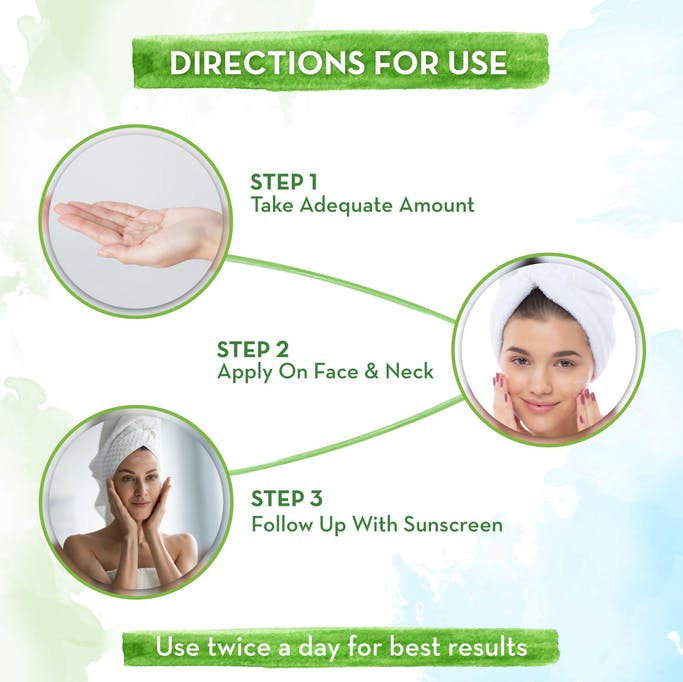 DIRECTIONS FOR USE
STEP 1
Take Adequate Amount
STEP 2
Apply On Face & Neck
STEP 3
Follow Up With Sunscreen
Use twice a day for best results